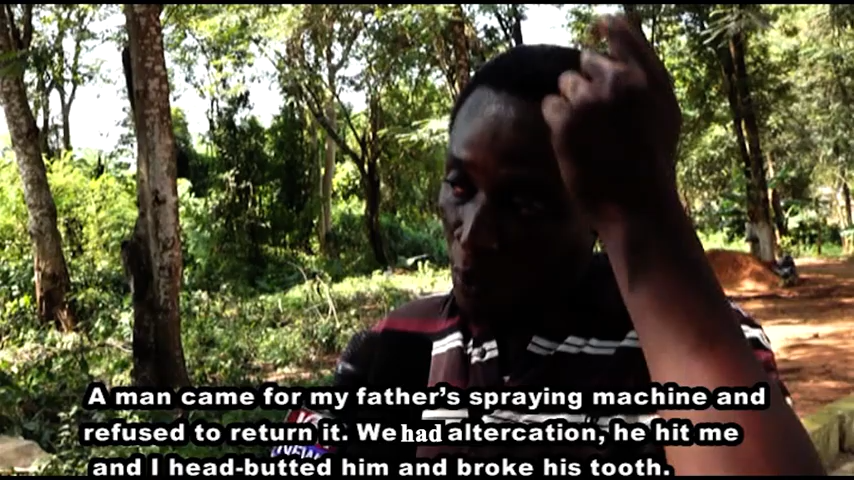 A man came for my father's spraying machine and
refused to return it. We had altercation, he hit me
and I head-butted him and broke his tooth.